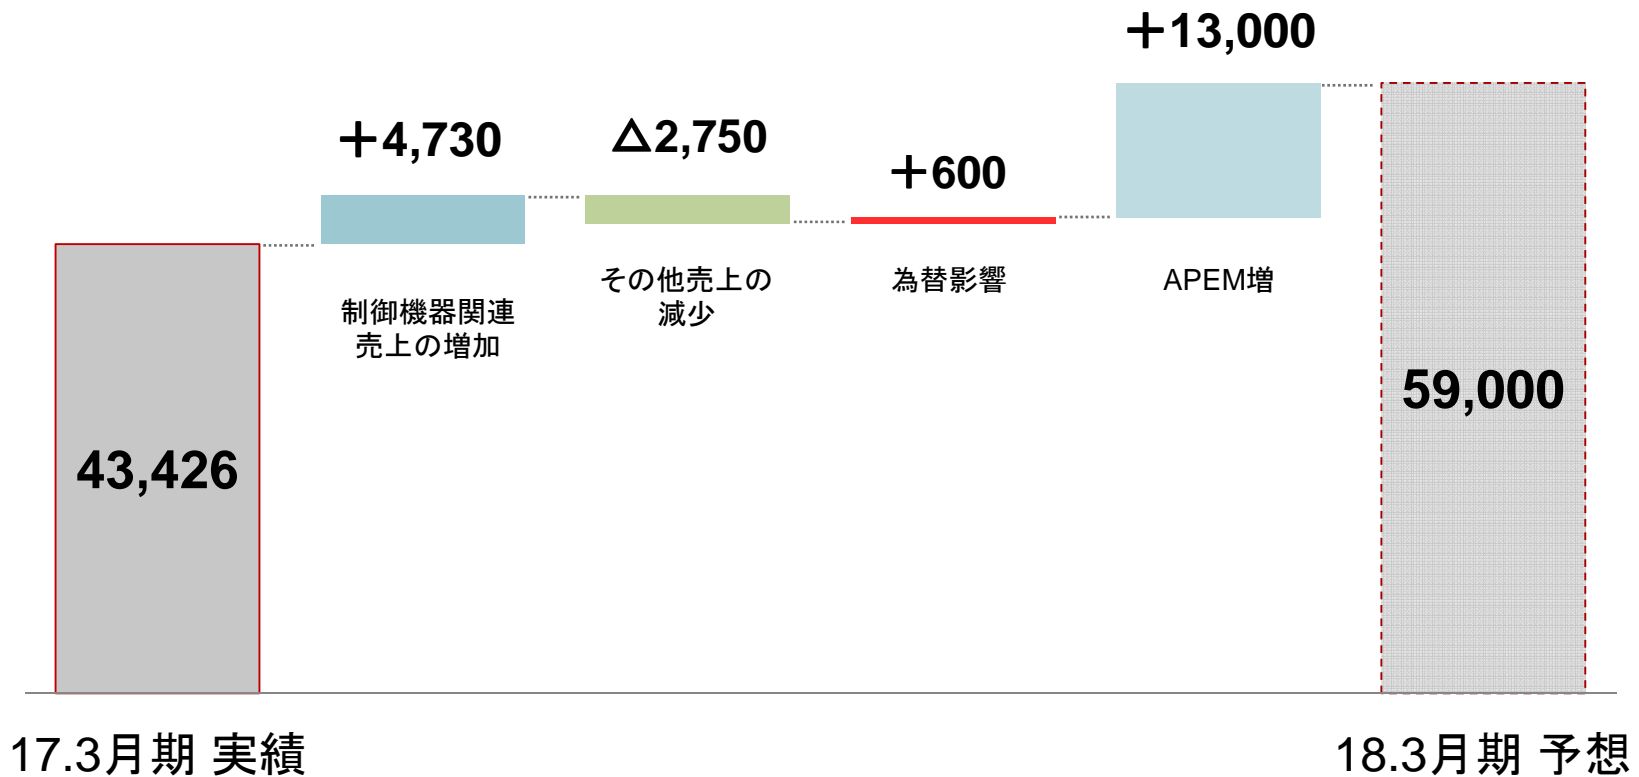 ＋13,000
＋4,730
△2,750
＋600
制御機器関連
売上の増加
その他売上の
減少
為替影響
APEM増
43,426
59,000
17.3月期 実績
18.3月期 予想